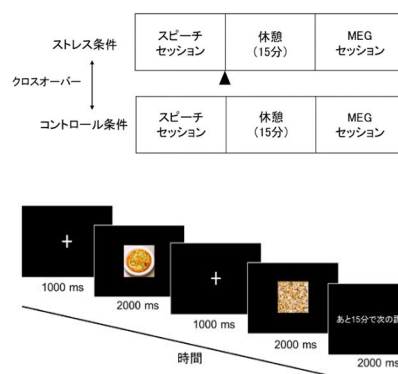 ストレス条件
クロスオーバー
コントロール条件
スピーチ
セッション
休憩
(15分)
MEG
セッション
スピーチ
セッション
休憩
(15分)
MEG
セッション
1000 ms
2000 ms
1000 ms
2000 ms
あと15分で次の
2000 ms
時間